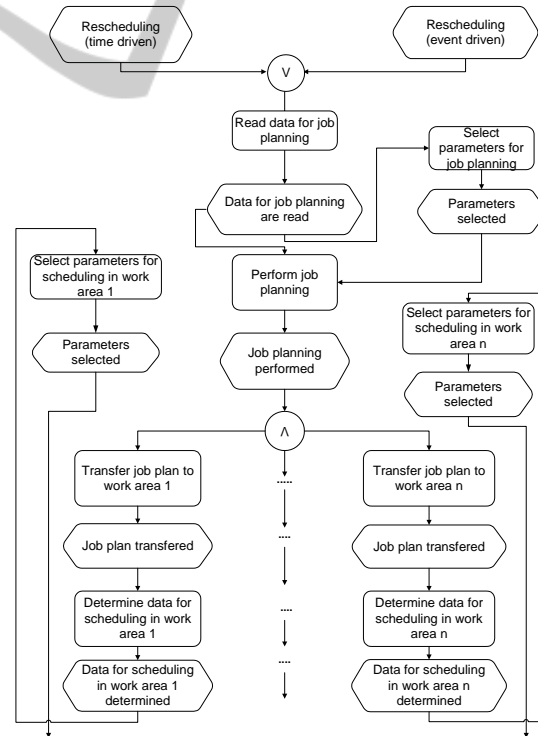 Rescheduling
(time driven)
Rescheduling
(event driven)
V
Read data for job
planning
Select
parameters for
job planning
Data for job planning
are read
Parameters
selected
Select parameters for
scheduling in work
area 1
Perform job
planning
Select parameters for
scheduling in work
area n
Parameters
selected
Job planning
performed
Parameters
selected
Λ
Transfer job plan to
work area 1
.....
Transfer job plan to
work area n
Job plan transfered
....
Job plan transfered
Determine data for
scheduling in work
area 1
....
Determine data for
scheduling in work
area n
Data for scheduling
in work area 1
determined
....
Data for scheduling
in work area n
determined